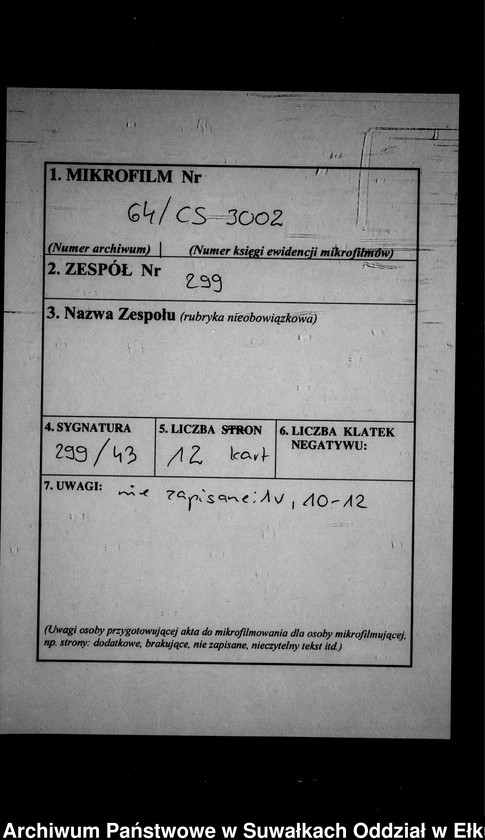 1. MIKROFILM Nr
64/CS-3002
(Numer archiwum) | (Numer księgi ewidencji mikrofilmów)
2. ZESPÓŁ Nr 299
3. Nazwa Zespołu (rubryka nieobowiązkowa)
4. SYGNATURA
299/43
5. LICZBA STRON
12 kart
6. LICZBA KLATEK
NEGATYWU:
7. UWAGI: nie zapisane: 1v, 10-12
(Uwagi osoby przygotowującej akta do mikrofilmowania dla osoby mikrofilmującej,
np. strony: dodatkowe, brakujące, nie zapisane, nieczytelny tekst itd.)
Archiwum Państwowe w Suwałkach Oddział w Ełk